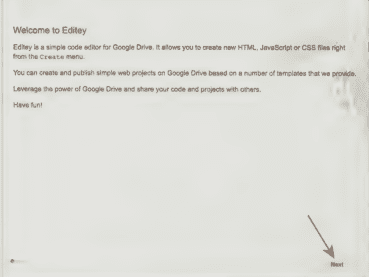 Welcome to Editey
Editey is a simple code editor for Google Drive. It allows you to create new HTML, JavaScript or CSS files right
from the Create menu.
You can create and publish simple web projects on Google Drive based on a number of templates that we provide.
Leverage the power of Google Drive and share your code and projects with others.
Have fun!
Next